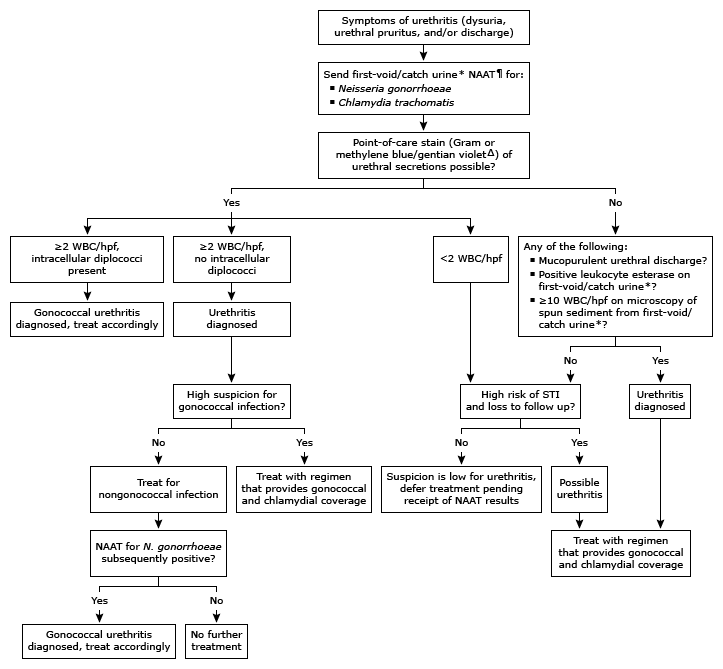 Symptoms of urethritis (dysuria,
urethral pruritus, and/or discharge)
Send first-void/catch urine* NAAT¶ for:
▪ Neisseria gonorrhoeae
▪ Chlamydia trachomatis
Point-of-care stain (Gram or
methylene blue/gentian violetΔ) of
urethral secretions possible?
Yes
No
≥2 WBC/hpf,
intracellular diplococci
present
≥2 WBC/hpf,
no intracellular
diplococci
<2 WBC/hpf
Any of the following:
▪ Mucopurulent urethral discharge?
▪ Positive leukocyte esterase on
first-void/catch urine*?
▪ ≥10 WBC/hpf on microscopy of
spun sediment from first-void/
catch urine*?
Gonococcal urethritis
diagnosed, treat accordingly
Urethritis
diagnosed
No
Yes
High suspicion for
gonococcal infection?
High risk of STI
and loss to follow up?
Urethritis
diagnosed
No
Yes
No
Yes
Treat for
nongonococcal infection
Treat with regimen
that provides gonococcal
and chlamydial coverage
Suspicion is low for urethritis,
defer treatment pending
receipt of NAAT results
Possible
urethritis
NAAT for N. gonorrhoeae
subsequently positive?
Treat with regimen
that provides gonococcal
and chlamydial coverage
Yes
No
Gonococcal urethritis
diagnosed, treat accordingly
No further
treatment